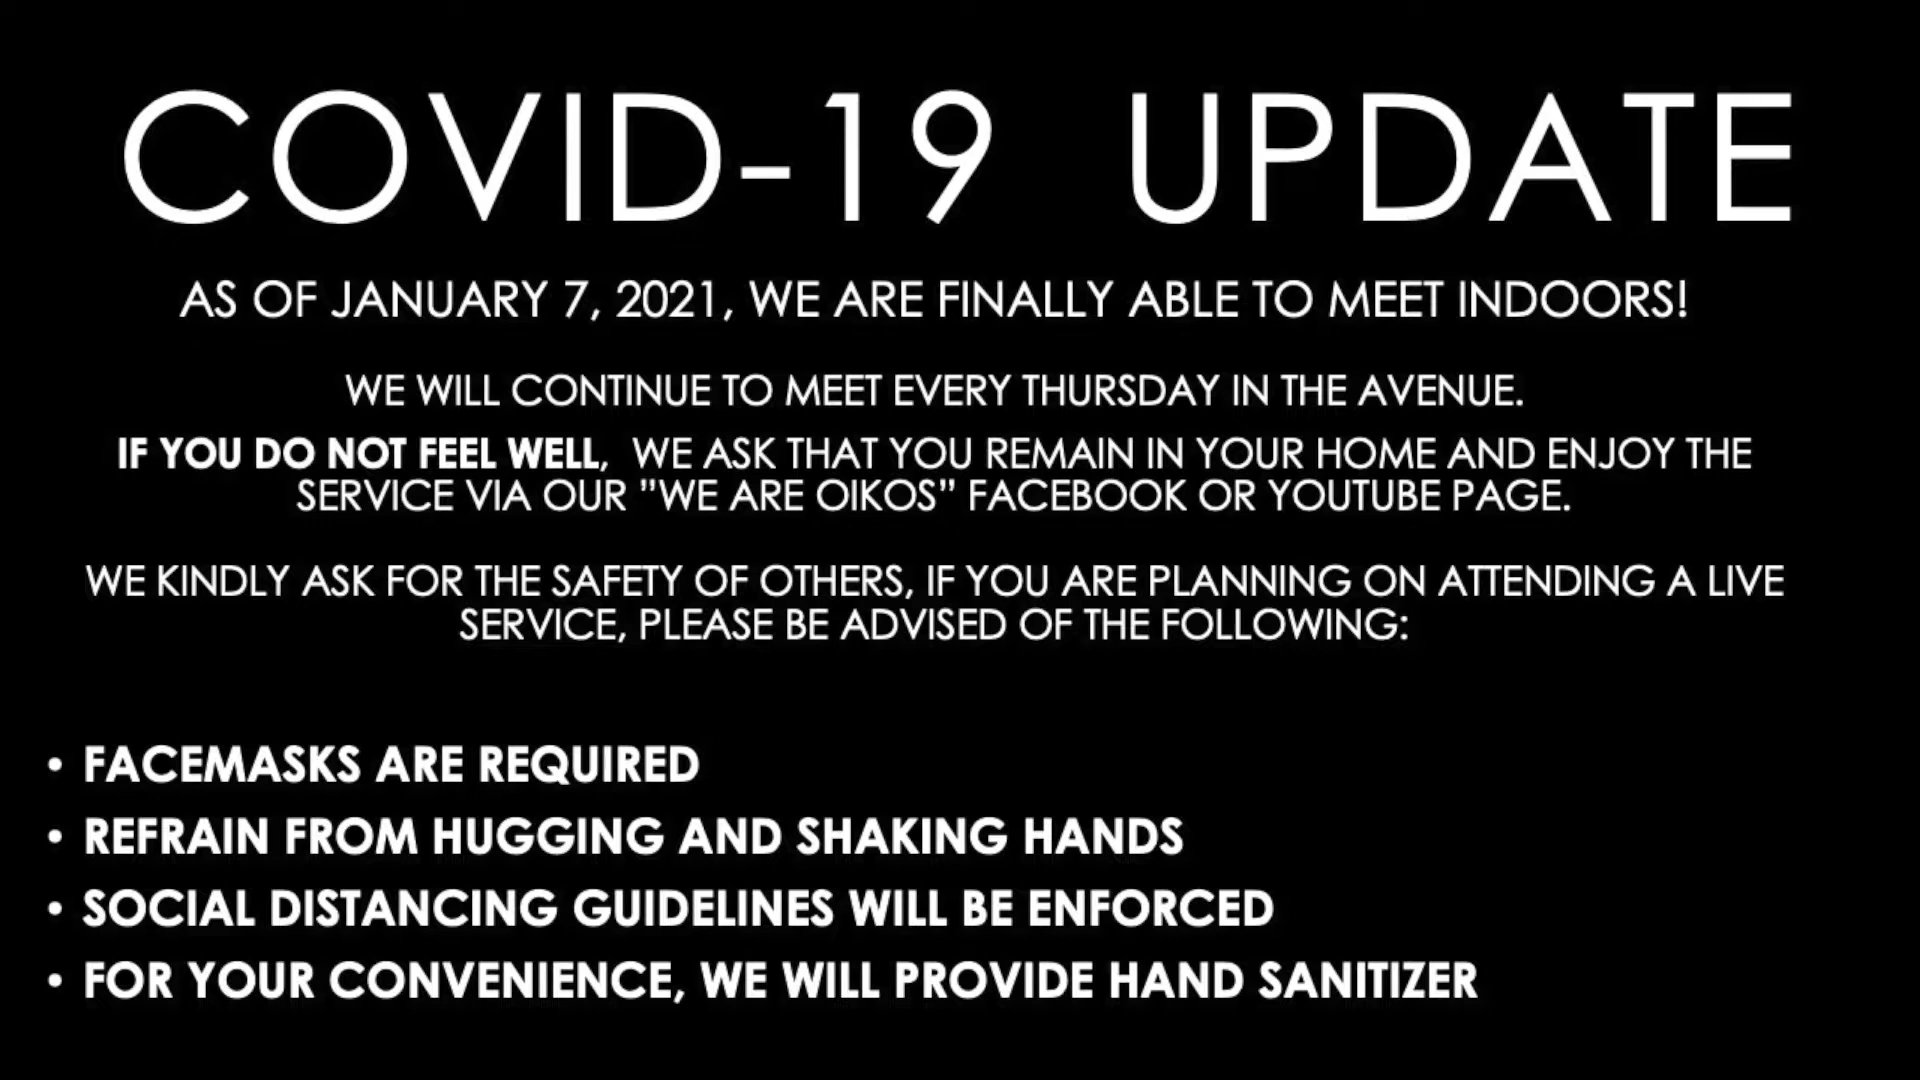 COVID-19 UPDATE
AS OF JANUARY 7, 2021, WE ARE FINALLY ABLE TO MEET INDOORS!
WE WILL CONTINUE TO MEET EVERY THURSDAY IN THE AVENUE.
IF YOU DO NOT FEEL WELL, WE ASK THAT YOU REMAIN IN YOUR HOME AND ENJOY THE
SERVICE VIA OUR ”WE ARE OIKOS” FACEBOOK OR YOUTUBE PAGE.
WE KINDLY ASK FOR THE SAFETY OF OTHERS, IF YOU ARE PLANNING ON ATTENDING A LIVE
SERVICE, PLEASE BE ADVISED OF THE FOLLOWING:
• FACEMASKS ARE REQUIRED
• REFRAIN FROM HUGGING AND SHAKING HANDS
• SOCIAL DISTANCING GUIDELINES WILL BE ENFORCED
• FOR YOUR CONVENIENCE, WE WILL PROVIDE HAND SANITIZER